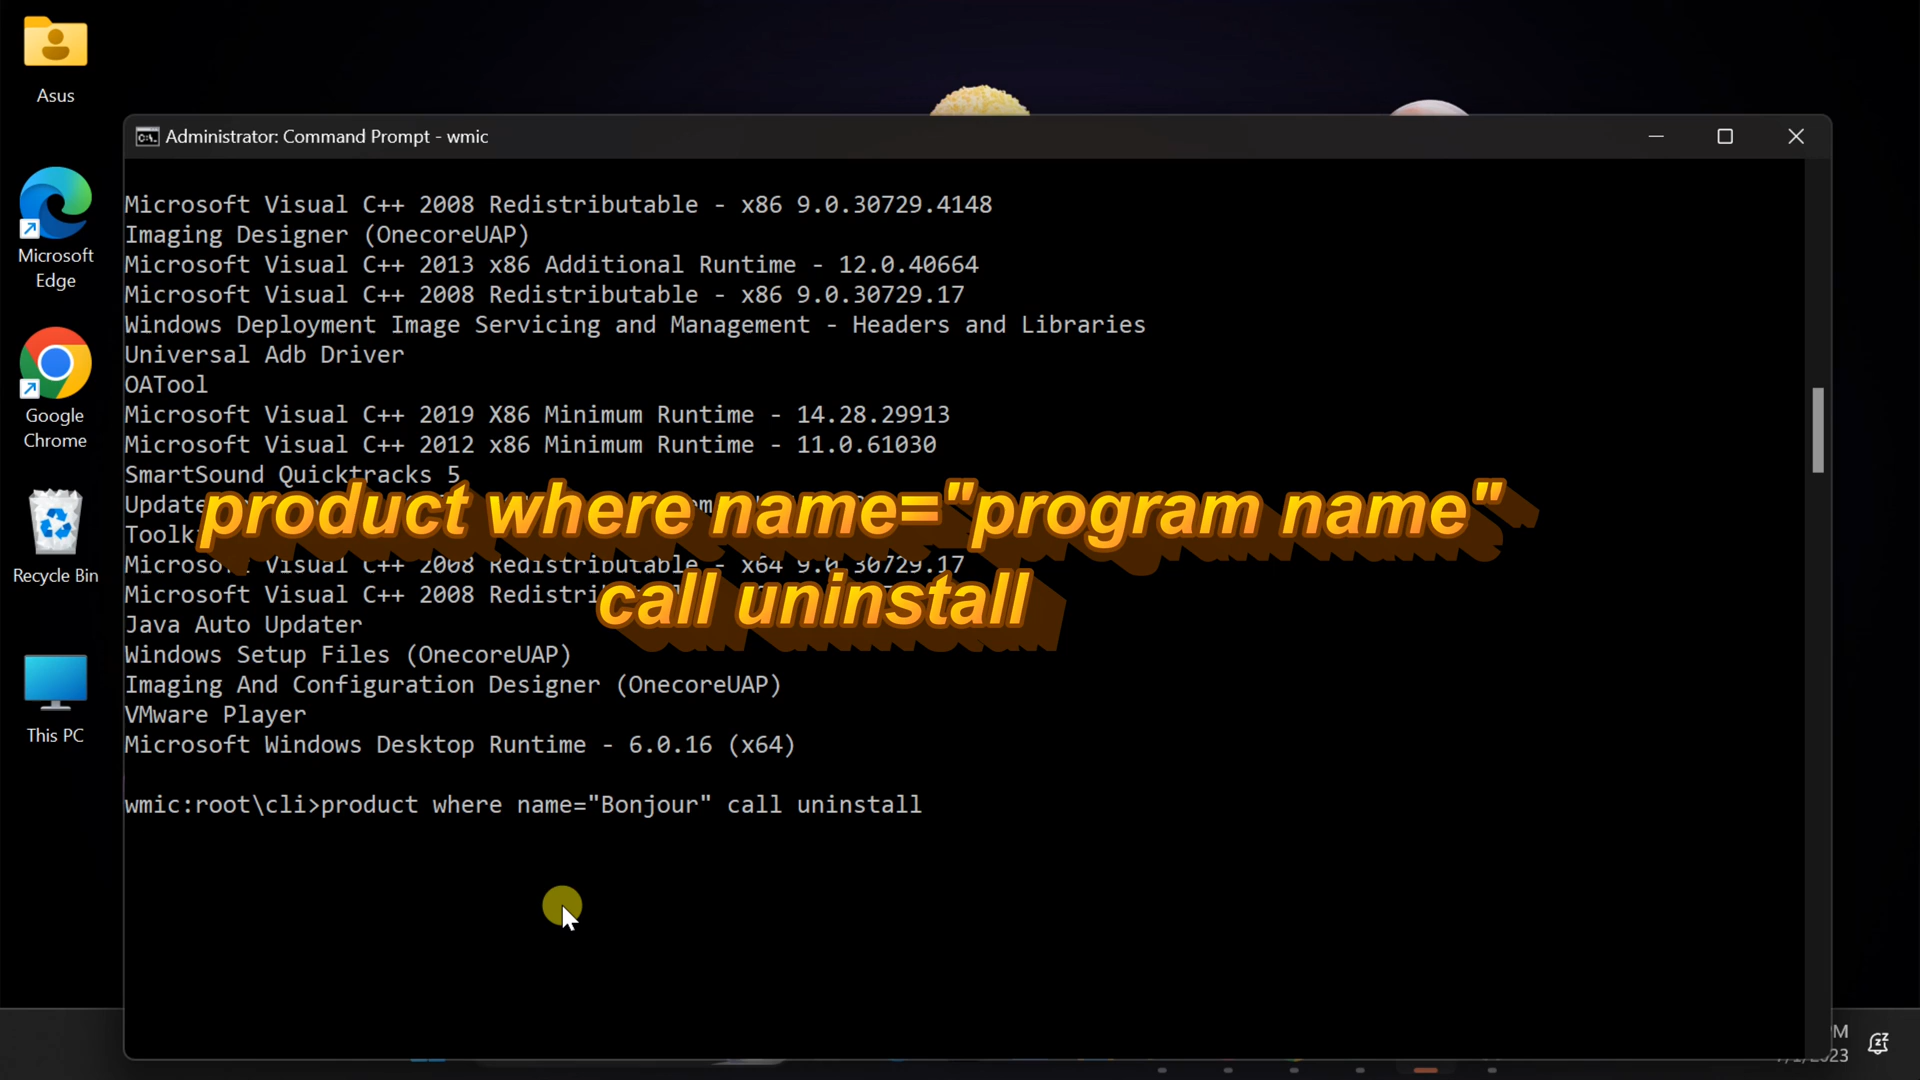 Asus
Microsoft
Edge
Google
Chrome
Recycle Bin
This PC
Administrator: Command Prompt - wmic
Microsoft Visual C++ 2008 Redistributable - x86 9.0.30729.4148
Imaging Designer (OnecoreUAP)
Microsoft Visual C++ 2013 x86 Additional Runtime - 12.0.40664
Microsoft Visual C++ 2008 Redistributable - x86 9.0.30729.17
Windows Deployment Image Servicing and Management - Headers and Libraries
Universal Adb Driver
OATool
Microsoft Visual C++ 2019 X86 Minimum Runtime - 14.28.29913
Microsoft Visual C++ 2012 x86 Minimum Runtime - 11.0.61030
SmartSound Quicktracks 5
Update
product where name="program name"
call uninstall
Microsoft Visual C++ 2008 Redistributable - x64 9.0.30729.17
Microsoft Visual C++ 2008
Java Auto Updater
Windows Setup Files (OnecoreUAP)
Imaging And Configuration Designer (OnecoreUAP)
VMware Player
Microsoft Windows Desktop Runtime - 6.0.16 (x64)
wmic:root\cli>product where name="Bonjour" call uninstall